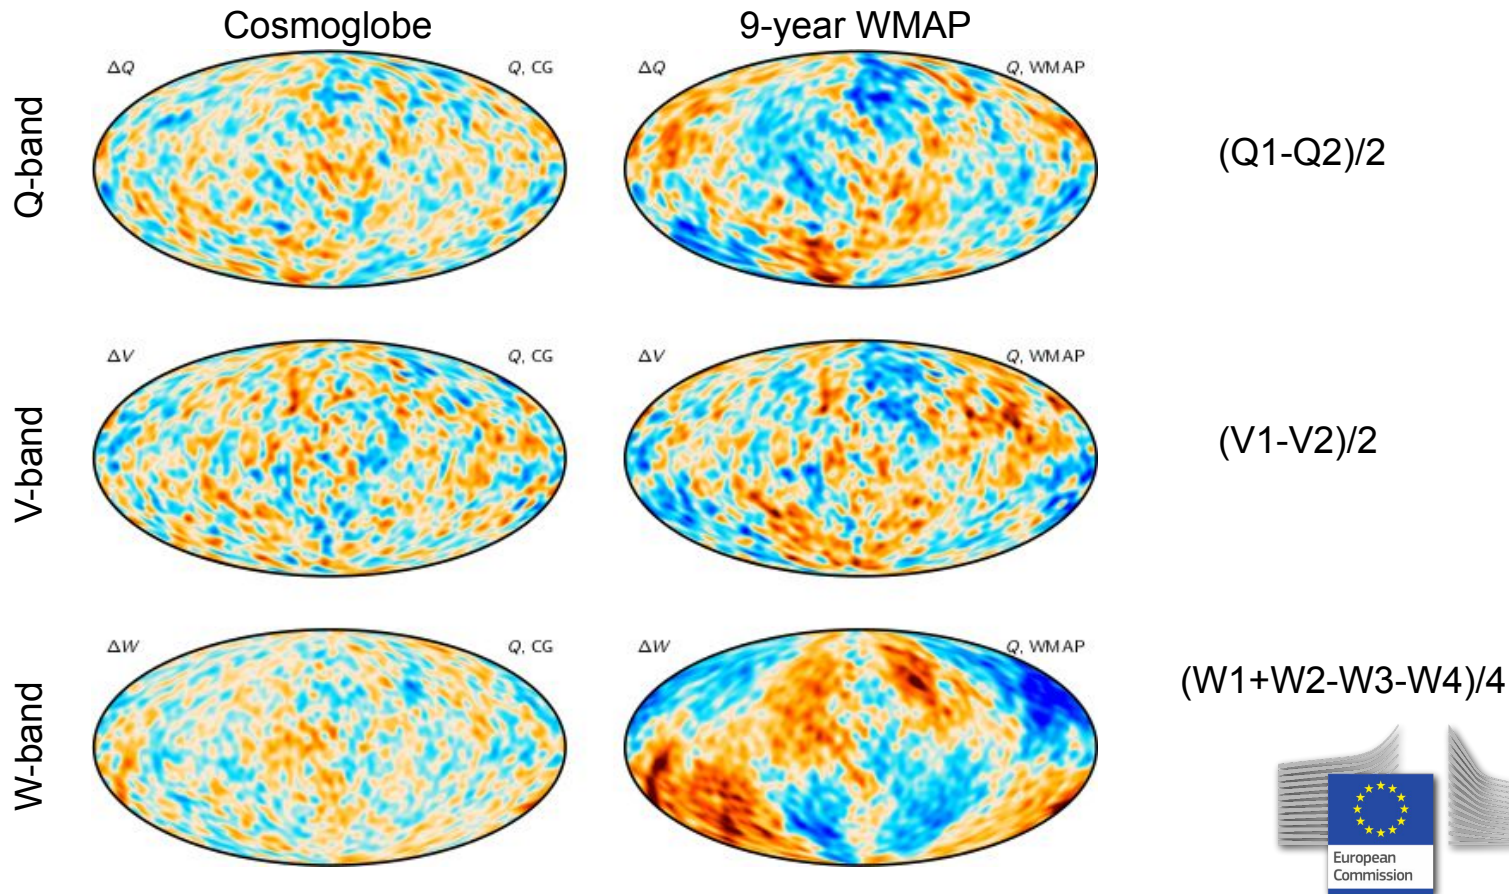 Cosmoglobe
9-year WMAP
Q-band
ΔQ
Q, CG
ΔQ
Q, WMAP
(Q1-Q2)/2
V-band
ΔV
Q, CG
ΔV
Q, WMAP
(V1-V2)/2
W-band
ΔW
Q, CG
ΔW
Q, WMAP
(W1+W2-W3-W4)/4
European
Commission